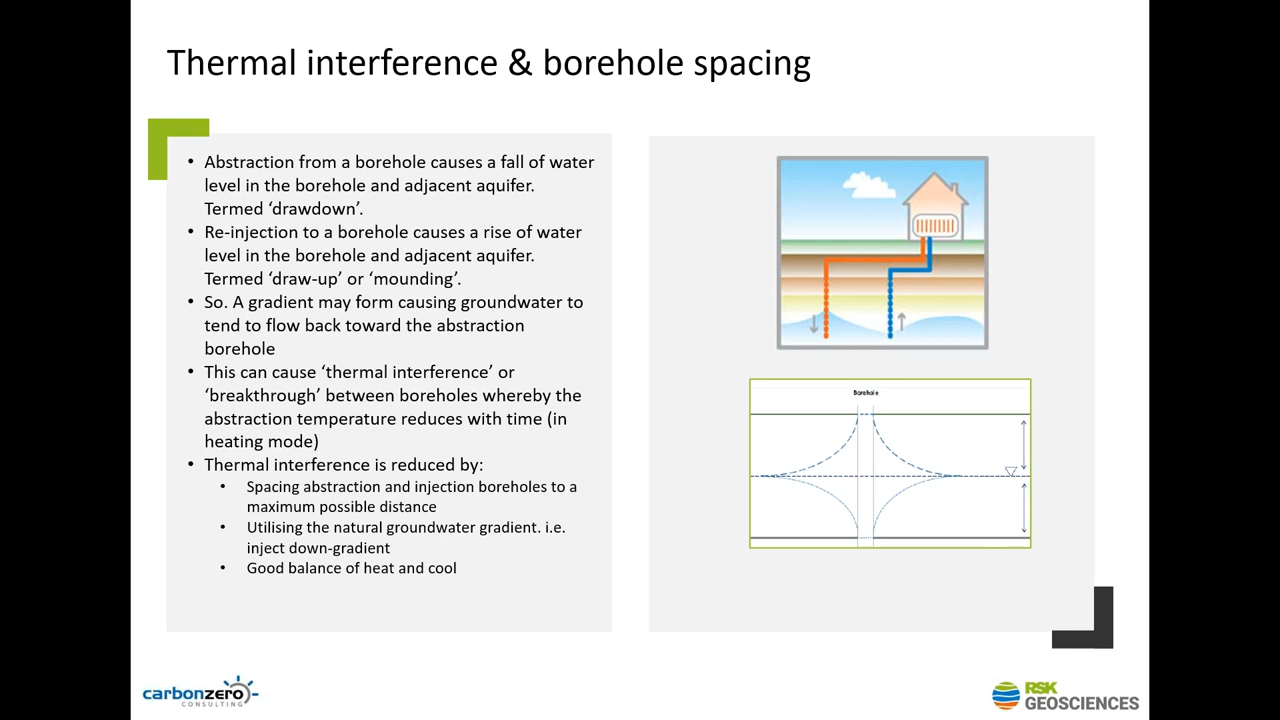 Thermal interference & borehole spacing
• Abstraction from a borehole causes a fall of water
level in the borehole and adjacent aquifer.
Termed ‘drawdown’.
• Re-injection to a borehole causes a rise of water
level in the borehole and adjacent aquifer.
Termed ‘draw-up’ or ‘mounding’.
• So. A gradient may form causing groundwater to
tend to flow back toward the abstraction
borehole
• This can cause ‘thermal interference’ or
‘breakthrough’ between boreholes whereby the
abstraction temperature reduces with time (in
heating mode)
• Thermal interference is reduced by:
• Spacing abstraction and injection boreholes to a
maximum possible distance
• Utilising the natural groundwater gradient. i.e.
inject down-gradient
• Good balance of heat and cool
Borehole
carbonzero
CONSULTING
RSK
GEOSCIENCES